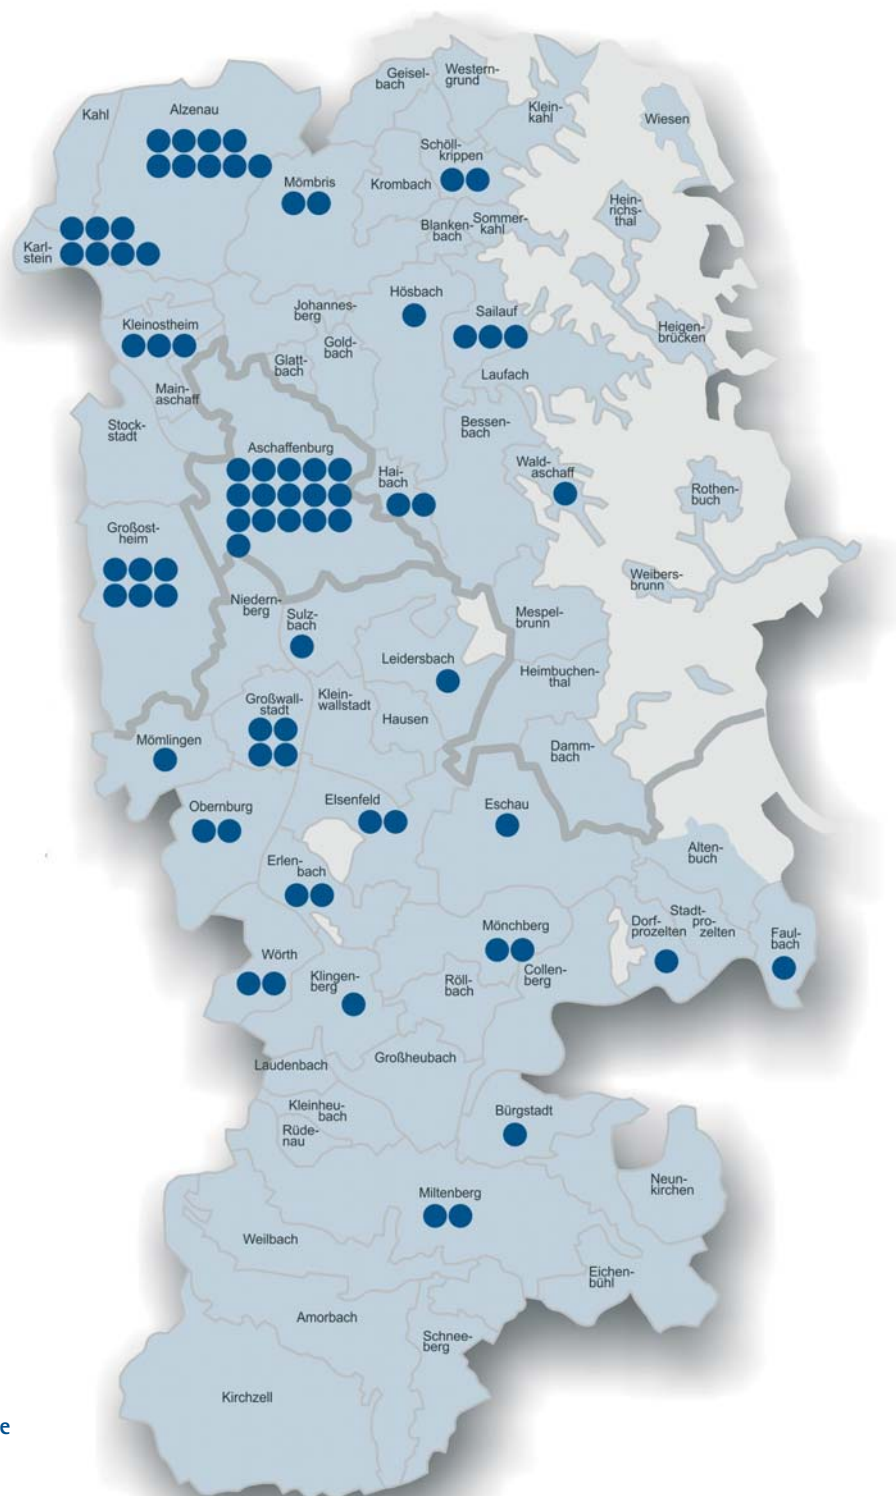 Geisel-
bach
Western-
grund
Kahl
Alzenau
Klein-
kahl
Wiesen
Schöll-
krippen
Mömbris
Krombach
Hein-
richs-
thal
Blanken-
bach
Sommer-
kahl
Karl-
stein
Hösbach
Johannes-
berg
Sailauf
Kleinostheim
Heigen-
brücken
Gold-
bach
Glatt-
bach
Laufach
Main-
aschaff
Stock-
stadt
Bessen-
bach
Aschaffenburg
Hai-
bach
Wald-
aschaff
Rothen-
buch
Großost-
heim
Weibers-
brunn
Niedern-
berg
Sulz-
bach
Mespel-
brunn
Leidersbach
Heimbuchen-
thal
Großwall-
stadt
Klein-
wallstadt
Hausen
Mömlingen
Damm-
bach
Obernburg
Elsenfeld
Eschau
Erlen-
bach
Alten-
buch
Mönchberg
Dorf-
prozelten
Stadt-
pro-
zelten
Faul-
bach
Wörth
Klingen-
berg
Röll-
bach
Collen-
berg
Laudenbach
Großheubach
Kleinheu-
bach
Rüde-
nau
Bürgstadt
Neun-
kirchen
Miltenberg
Weilbach
Eichen-
bühl
Amorbach
Schnee-
berg
Kirchzell
e